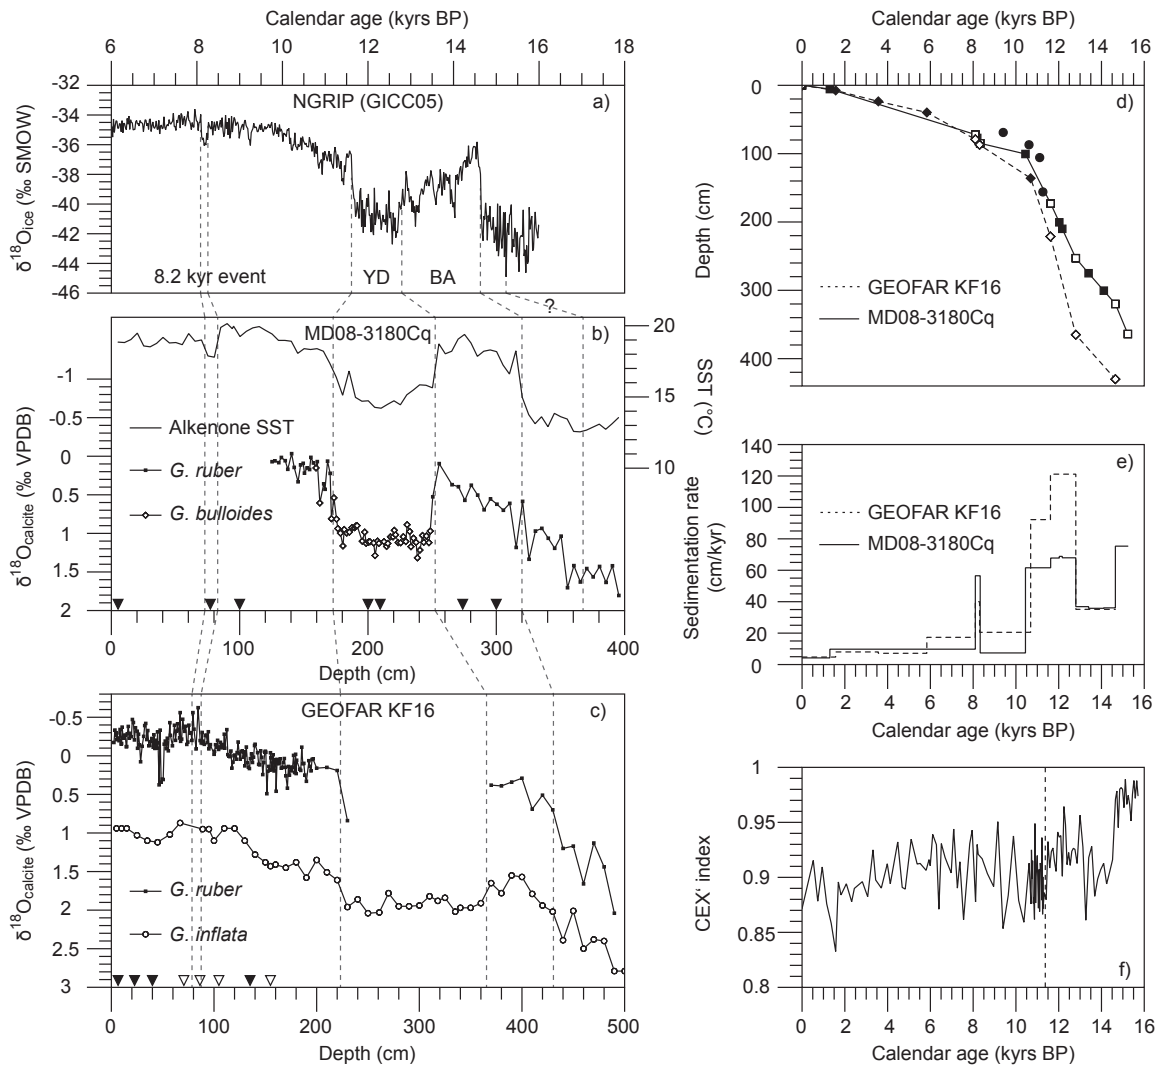 Calendar age (kyrs BP)
6 8 10 12 14 16 18
-32
-34
-36
-38
-40
-42
-44
-46
δ18Oice (‰ SMOW)
NGRIP (GICC05)
a)
8.2 kyr event
YD
BA
?
MD08-3180Cq
b)
-1
-0.5
0
0.5
1
1.5
2
δ18Ocalcite (‰ VPDB)
20
15
10
SST (°C)
Alkenone SST
G. ruber
G. bulloides
0 100 200 300 400
Depth (cm)
GEOFAR KF16
c)
-0.5
0
0.5
1
1.5
2
2.5
3
δ18Ocalcite (‰ VPDB)
G. ruber
G. inflata
0 100 200 300 400 500
Depth (cm)
Calendar age (kyrs BP)
0 2 4 6 8 10 12 14 16
0
100
200
300
400
Depth (cm)
d)
GEOFAR KF16
MD08-3180Cq
140
120
100
80
60
40
20
0
Sedimentation rate
(cm/kyr)
e)
GEOFAR KF16
MD08-3180Cq
0 2 4 6 8 10 12 14 16
Calendar age (kyrs BP)
1
0.95
0.9
0.85
0.8
CEX' index
f)
0 2 4 6 8 10 12 14 16
Calendar age (kyrs BP)